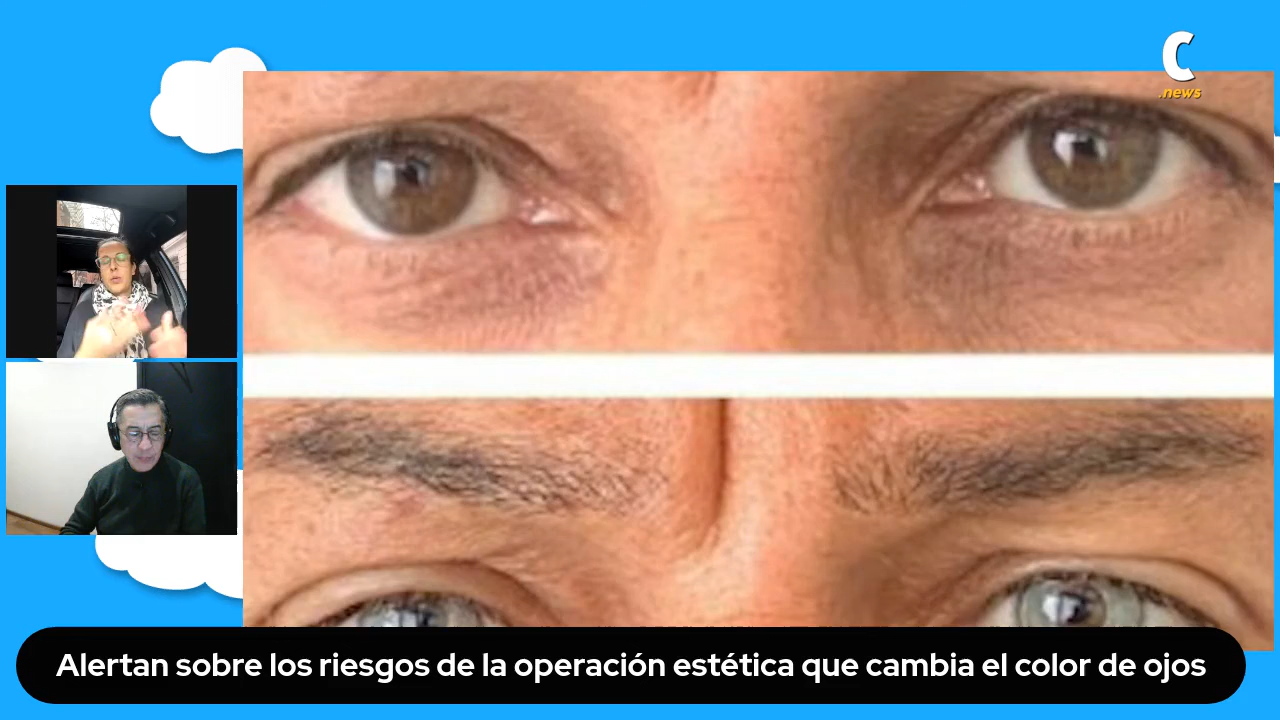 C
.news
Alertan sobre los riesgos de la operación estética que cambia el color de ojos